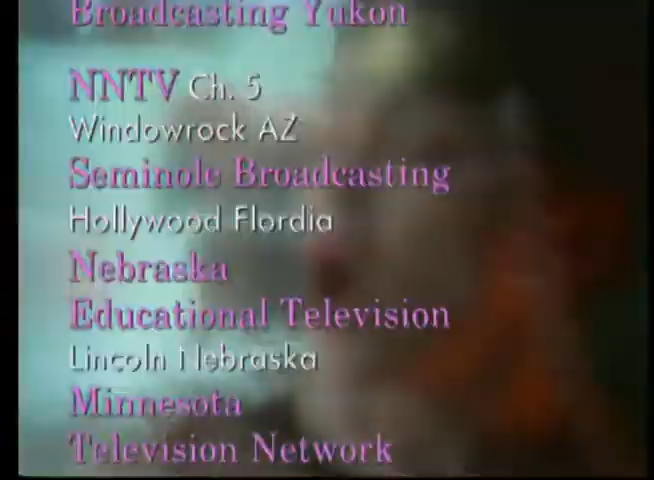 Broadcasting Yukon
NNTV Ch. 5
Windowrock AZ
Seminole Broadcasting
Hollywood Flordia
Nebraska
Educational Television
Lincoln Nebraska
Minnesota
Television Network